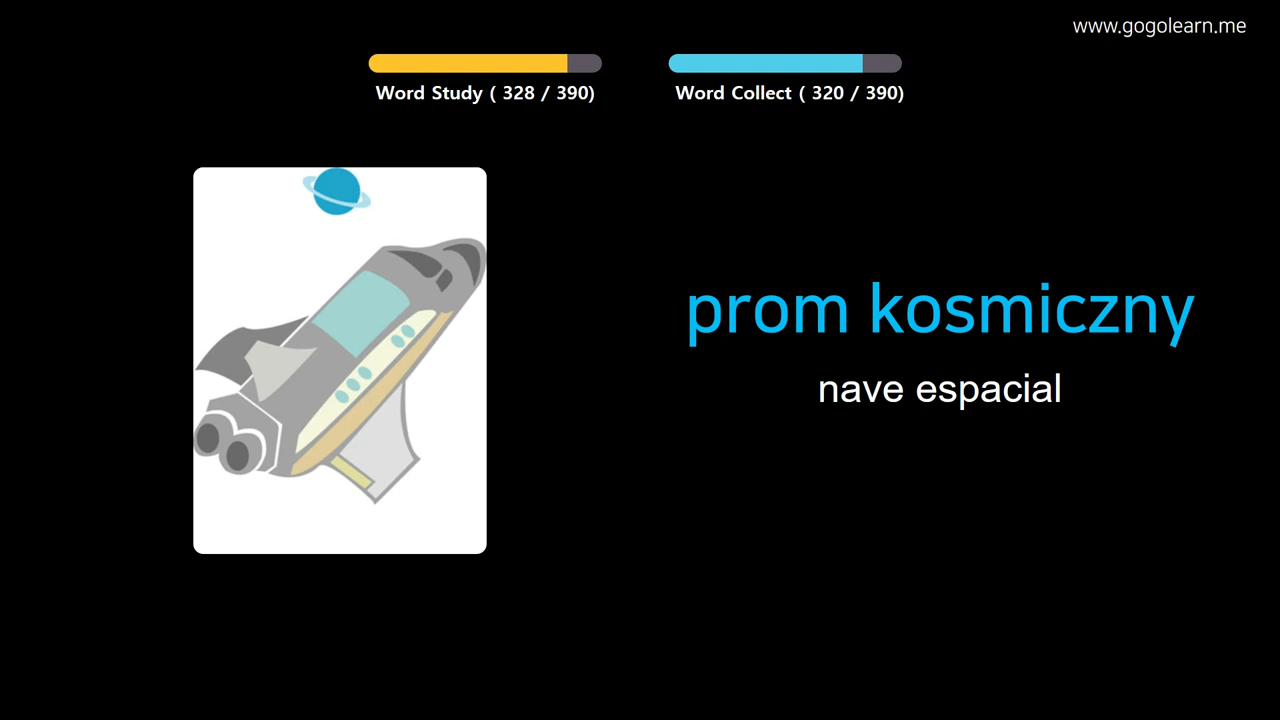 www.gogolearn.me
Word Study ( 328 / 390)
Word Collect ( 320 / 390)
prom kosmiczny
nave espacial